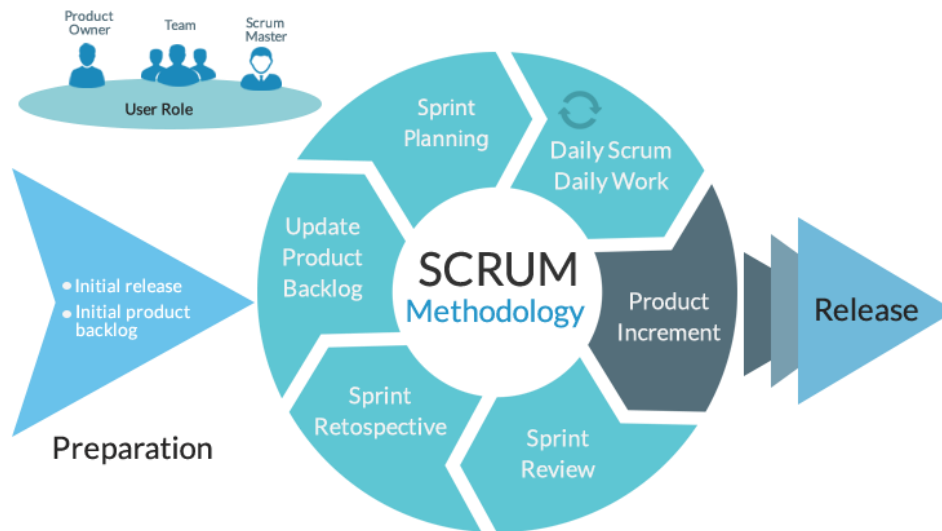 Product
Owner
Team
Scrum
Master
User Role
Sprint
Planning
Daily Scrum
Daily Work
Update
Product
Backlog
SCRUM
Methodology
Product
Increment
Release
• Initial release
• Initial product
backlog
Preparation
Sprint
Retospective
Sprint
Review